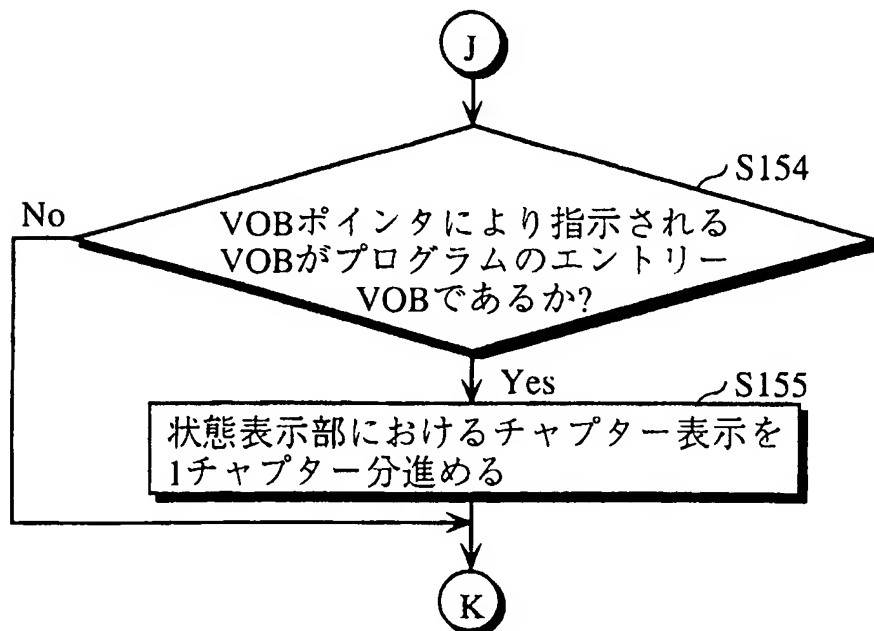 J
S154
No
VOBポインタにより指示される
VOBがプログラムのエントリー
VOBであるか?
Yes
S155
状態表示部におけるチャプター表示を
1チャプター分進める
K